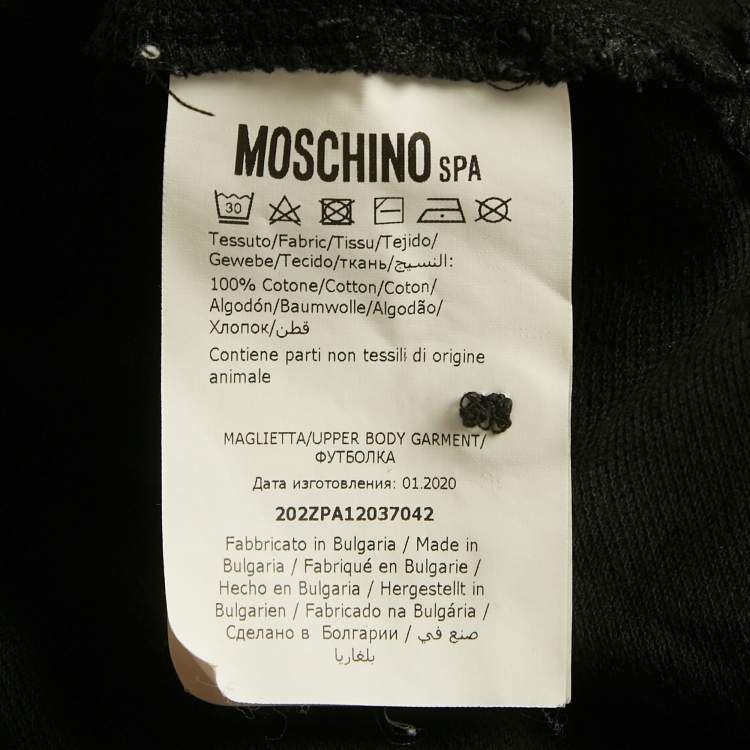 MOSCHINO SPA
30
Tessuto/Fabric/Tissu/Tejido/
Gewebe/Tecido/ткань/النسيج:
100% Cotone/Cotton/Coton/
Algodón/Baumwolle/Algodão/
Хлопок/قطن
Contiene parti non tessili di origine
animale
MAGLIETTA/UPPER BODY GARMENT/
ФУТБОЛКА
Дата изготовления: 01.2020
202ZPA12037042
Fabbricato in Bulgaria / Made in
Bulgaria / Fabriqué en Bulgarie /
Hecho en Bulgaria / Hergestellt in
Bulgarien / Fabricado na Bulgária /
Сделано в Болгарии / صنع في
بلغاريا